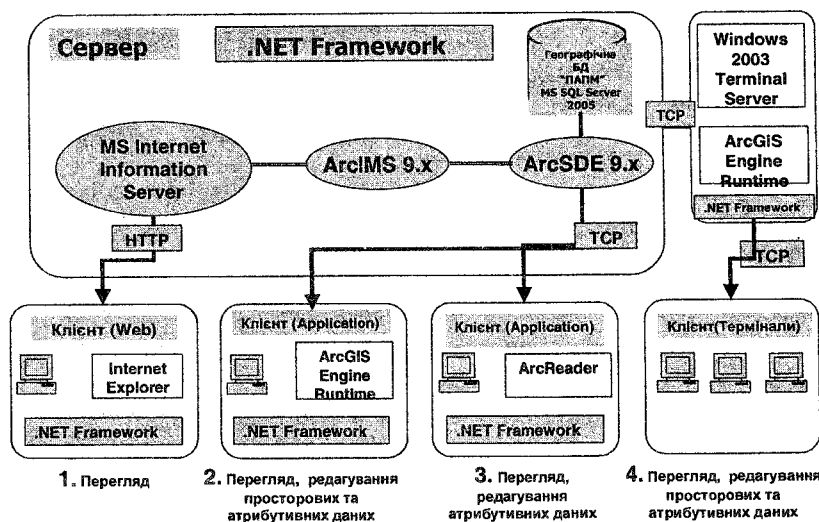 Сервер
.NET Framework
Географічна
БД
"ПАПМ"
MS SQL Server
2005
Windows
2003
Terminal
Server
TCP
MS Internet
Information
Server
ArcIMS 9.x
ArcSDE 9.x
ArcGIS
Engine
Runtime
.NET Framework
HTTP
TCP
TCP
Клієнт (Web)
Internet
Explorer
.NET Framework
Клієнт (Application)
ArcGIS
Engine
Runtime
.NET Framework
Клієнт (Application)
ArcReader
.NET Framework
Клієнт(Термінали)
1. Перегляд
2. Перегляд, редагування
просторових та
атрибутивних даних
3. Перегляд,
редагування
атрибутивних даних
4. Перегляд, редагування
просторових та
атрибутивних даних